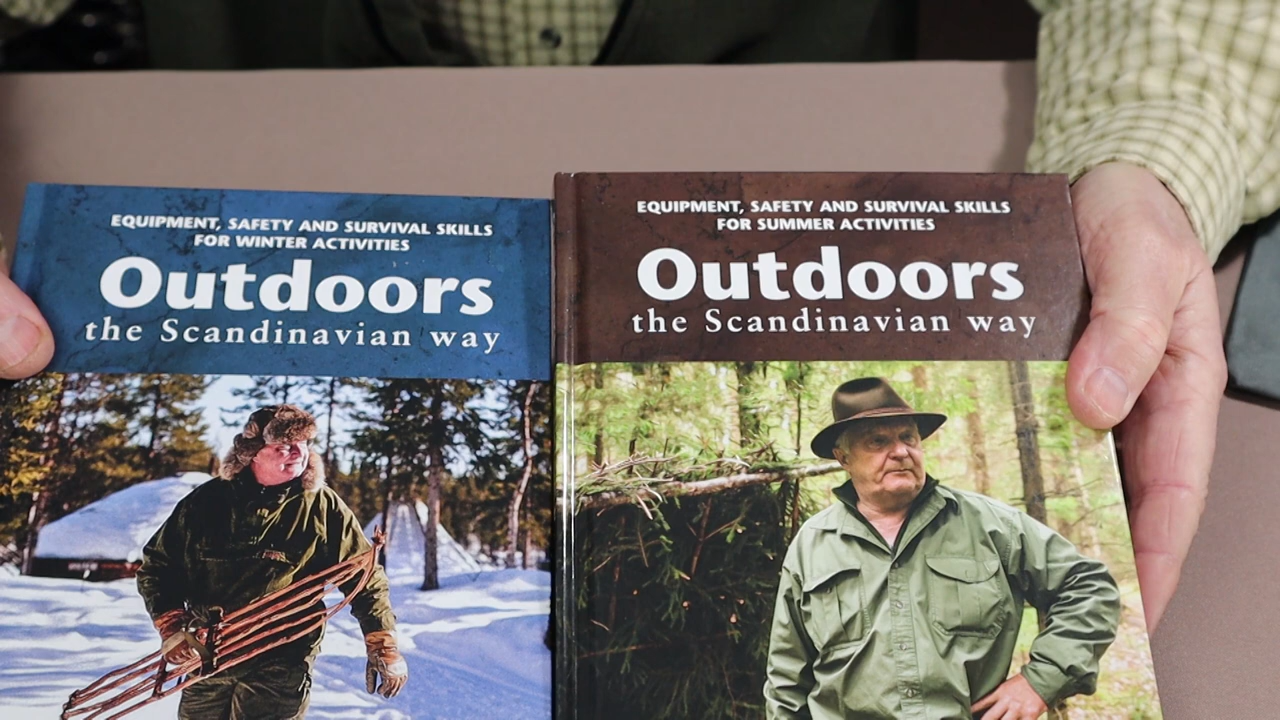 EQUIPMENT, SAFETY AND SURVIVAL SKILLS
FOR WINTER ACTIVITIES
Outdoors
the Scandinavian way
EQUIPMENT, SAFETY AND SURVIVAL SKILLS
FOR SUMMER ACTIVITIES
Outdoors
the Scandinavian way